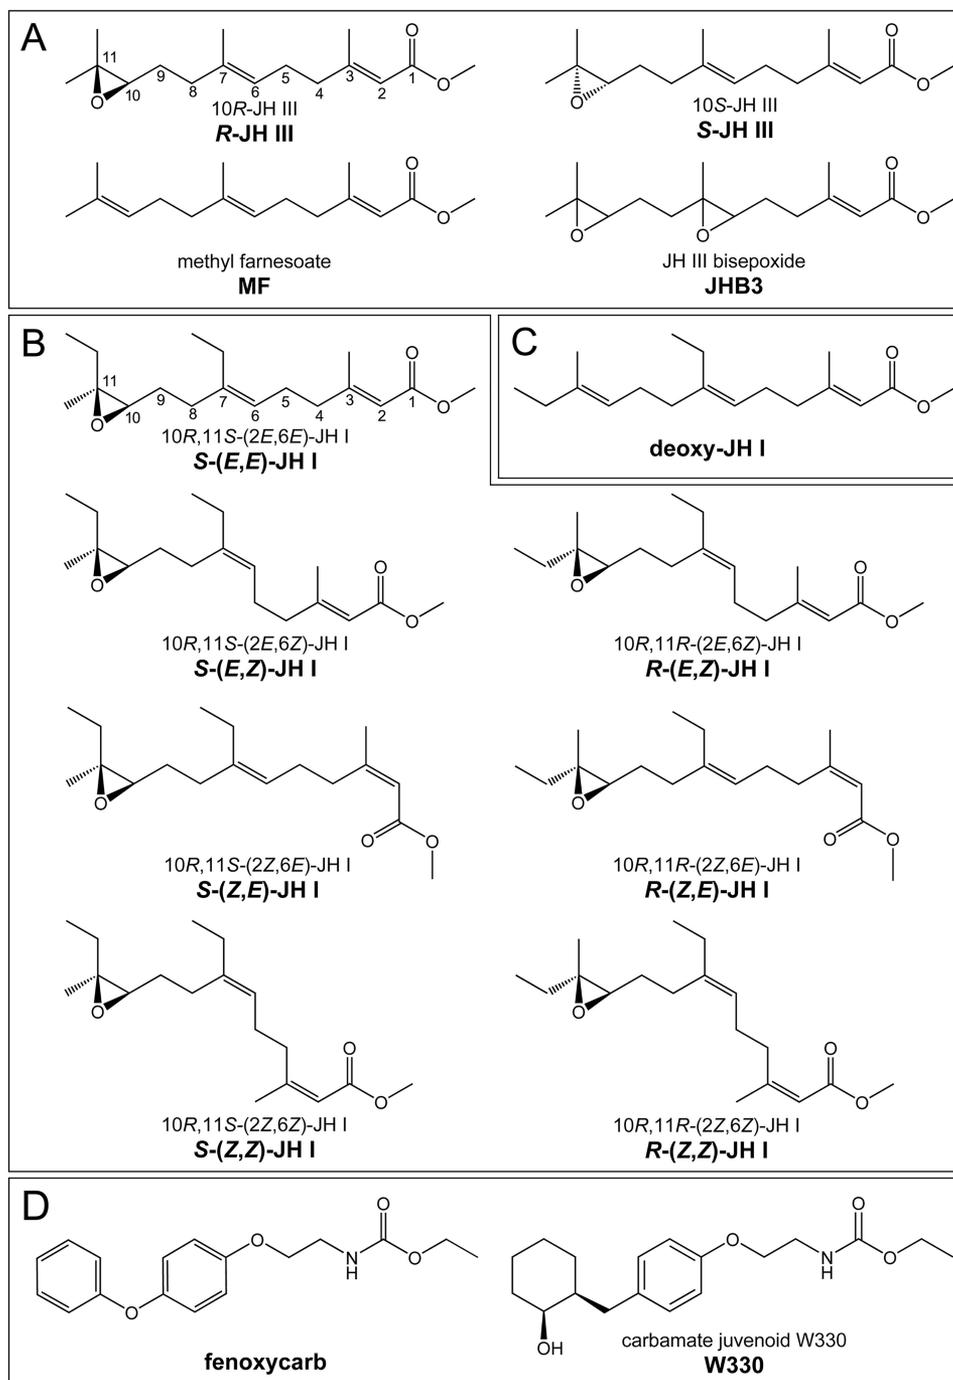 A
11
9
7
5
3
1
O
O
O
10
8
6
4
2
10R-JH III
R-JH III
O
O
O
10S-JH III
S-JH III
O
O
methyl farnesoate
MF
O
O
O
O
JH III bisepoxide
JHB3
B
11
9
7
5
3
1
O
O
O
10
8
6
4
2
10R,11S-(2E,6E)-JH I
S-(E,E)-JH I
C
O
O
deoxy-JH I
O
O
O
10R,11S-(2E,6Z)-JH I
S-(E,Z)-JH I
O
O
O
10R,11R-(2E,6Z)-JH I
R-(E,Z)-JH I
O
O
O
10R,11S-(2Z,6E)-JH I
S-(Z,E)-JH I
O
O
O
10R,11R-(2Z,6E)-JH I
R-(Z,E)-JH I
O
O
O
10R,11S-(2Z,6Z)-JH I
S-(Z,Z)-JH I
O
O
O
10R,11R-(2Z,6Z)-JH I
R-(Z,Z)-JH I
D
O
O
N
H
O
O
fenoxycarb
O
O
N
H
O
OH
carbamate juvenoid W330
W330